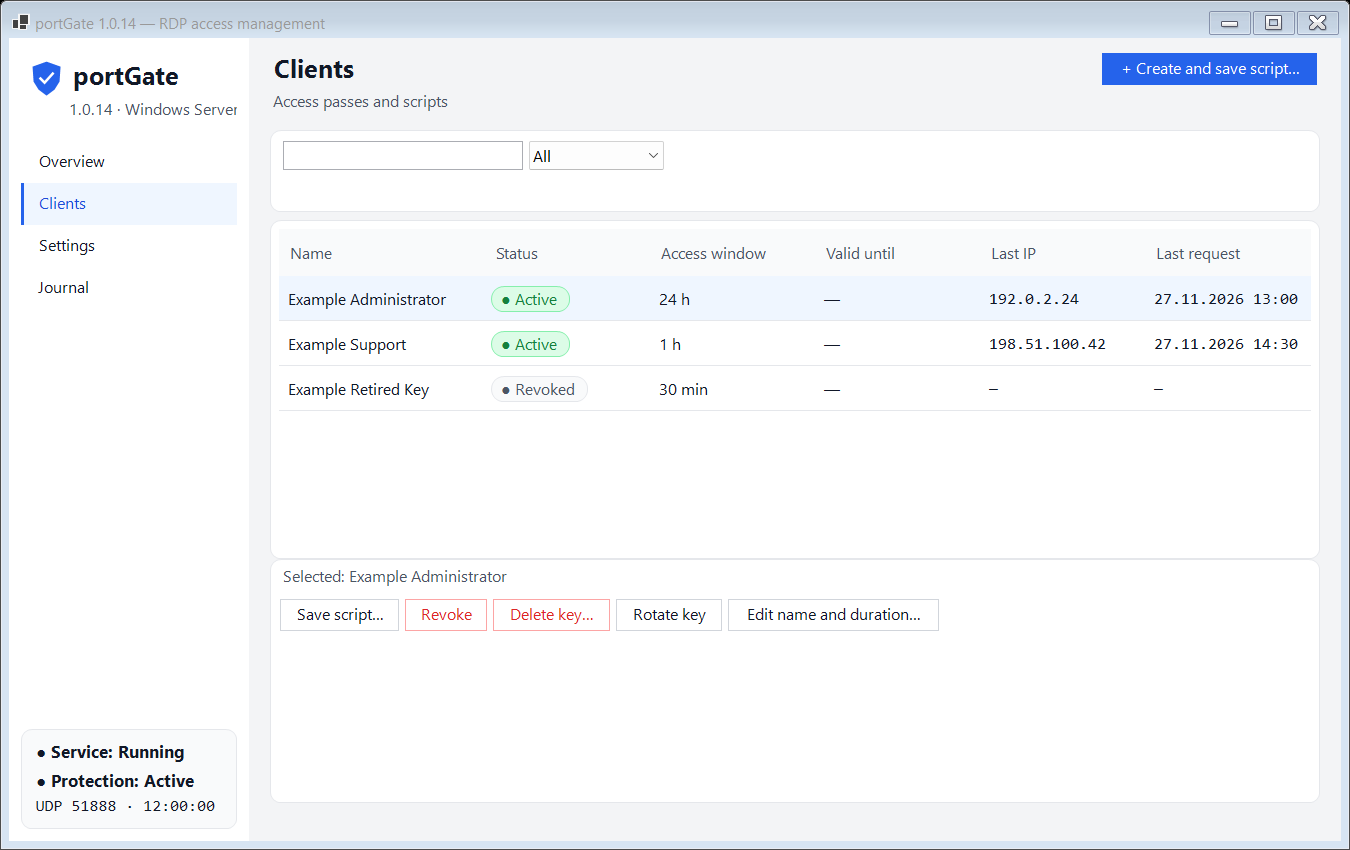 portGate 1.0.14 — RDP access management
portGate
1.0.14 · Windows Server
Overview
Clients
Settings
Journal
● Service: Running
● Protection: Active
UDP 51888 · 12:00:00
Clients
+ Create and save script...
Access passes and scripts
All
Name Status Access window Valid until Last IP Last request
Example Administrator ● Active 24 h — 192.0.2.24 27.11.2026 13:00
Example Support ● Active 1 h — 198.51.100.42 27.11.2026 14:30
Example Retired Key ● Revoked 30 min — — —
Selected: Example Administrator
Save script... Revoke Delete key... Rotate key Edit name and duration...